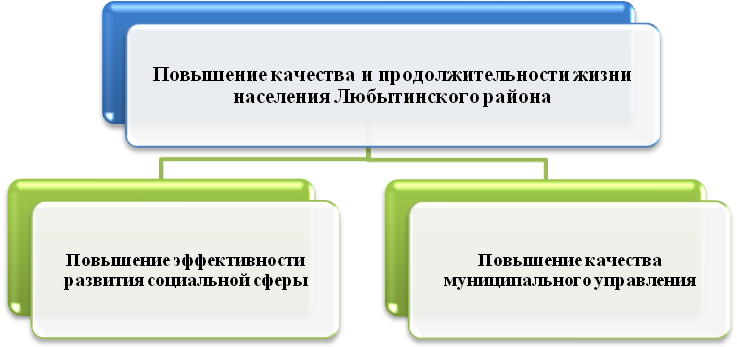 Повышение качества и продолжительности жизни
населения Любытинского района
Повышение эффективности
развития социальной сферы
Повышение качества
муниципального управления